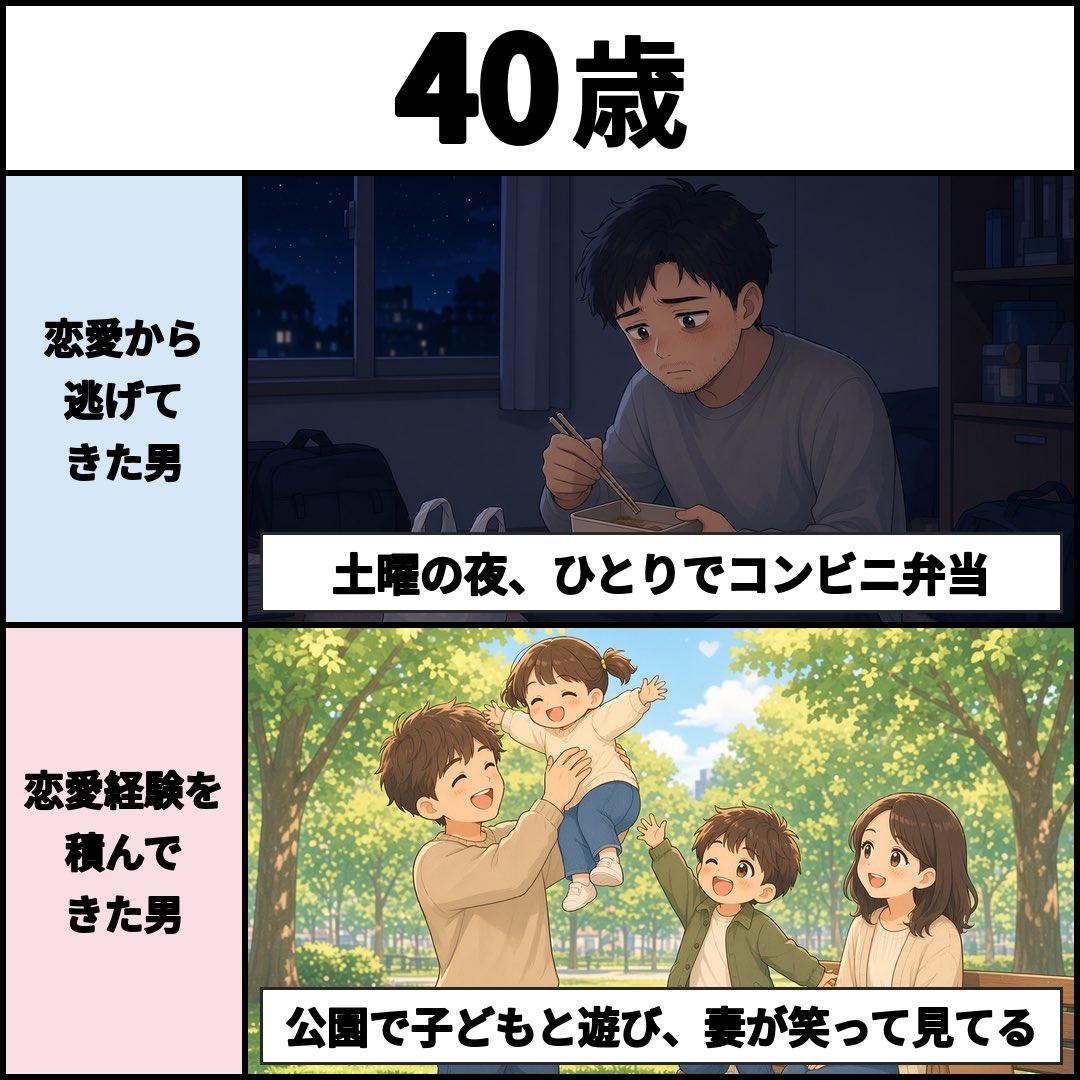 40歳
恋愛から
逃げて
きた男
土曜の夜、ひとりでコンビニ弁当
恋愛経験を
積んで
きた男
公園で子どもと遊び、妻が笑って見てる